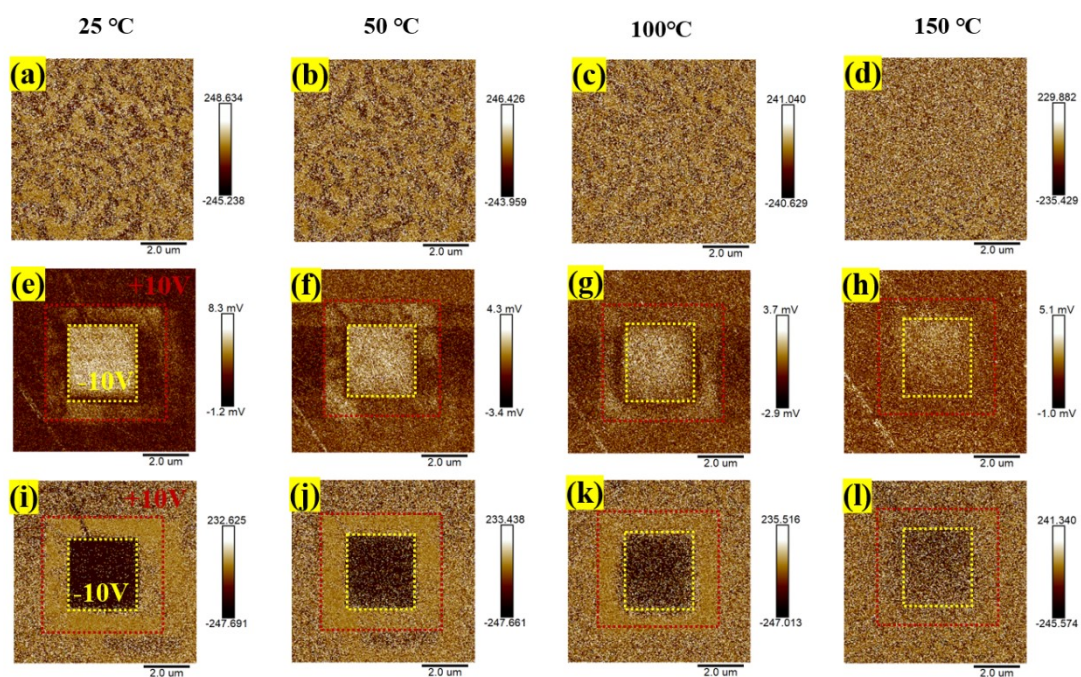 25 °C 50 °C 100°C 150 °C
(a) (b) (c) (d)
248.634 246.426 241.040 229.882
-245.238 -243.959 -240.629 -235.429
2.0 um 2.0 um 2.0 um 2.0 um
(e) +10V (f) (g) (h)
8.3 mV 4.3 mV 3.7 mV 5.1 mV
-10V
-1.2 mV -3.4 mV -2.9 mV -1.0 mV
2.0 um 2.0 um 2.0 um 2.0 um
(i) +10V (j) (k) (l)
232.625 233.438 235.516 241.340
-10V
-247.691 -247.661 -247.013 -245.574
2.0 um 2.0 um 2.0 um 2.0 um